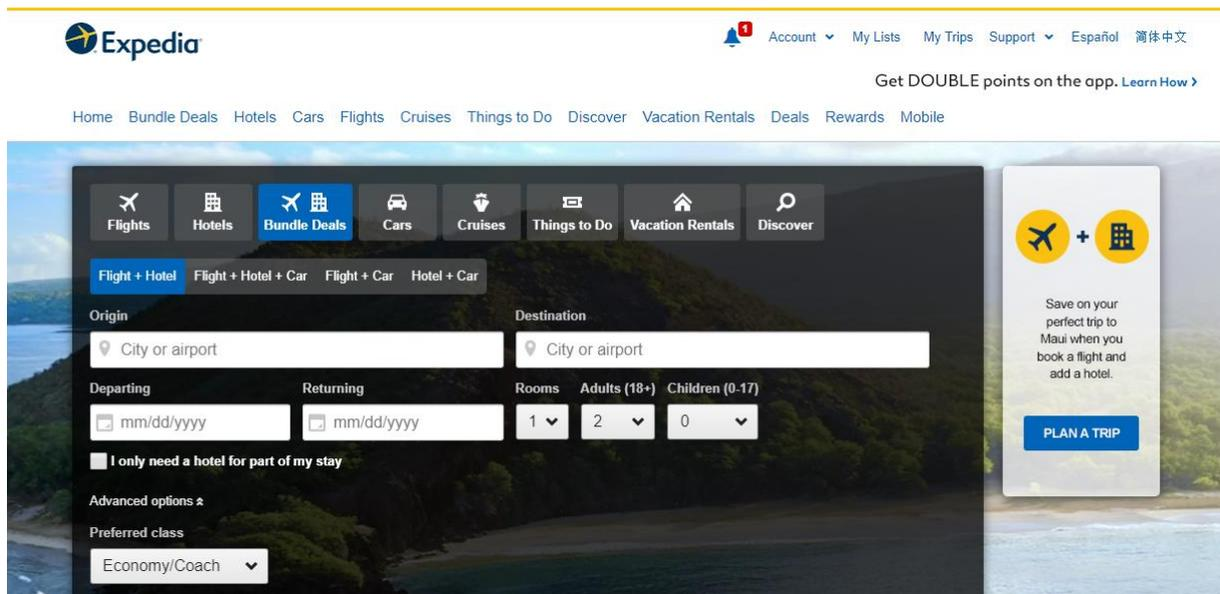 Expedia
1
Account My Lists My Trips Support Español 简体中文
Get DOUBLE points on the app. Learn How >
Home Bundle Deals Hotels Cars Flights Cruises Things to Do Discover Vacation Rentals Deals Rewards Mobile
Flights Hotels Bundle Deals Cars Cruises Things to Do Vacation Rentals Discover
Flight + Hotel Flight + Hotel + Car Flight + Car Hotel + Car
Origin Destination
City or airport City or airport
Departing Returning Rooms Adults (18+) Children (0-17)
mm/dd/yyyy mm/dd/yyyy 1 2 0
I only need a hotel for part of my stay
Advanced options
Preferred class
Economy/Coach
+
Save on your
perfect trip to
Maui when you
book a flight and
add a hotel.
PLAN A TRIP